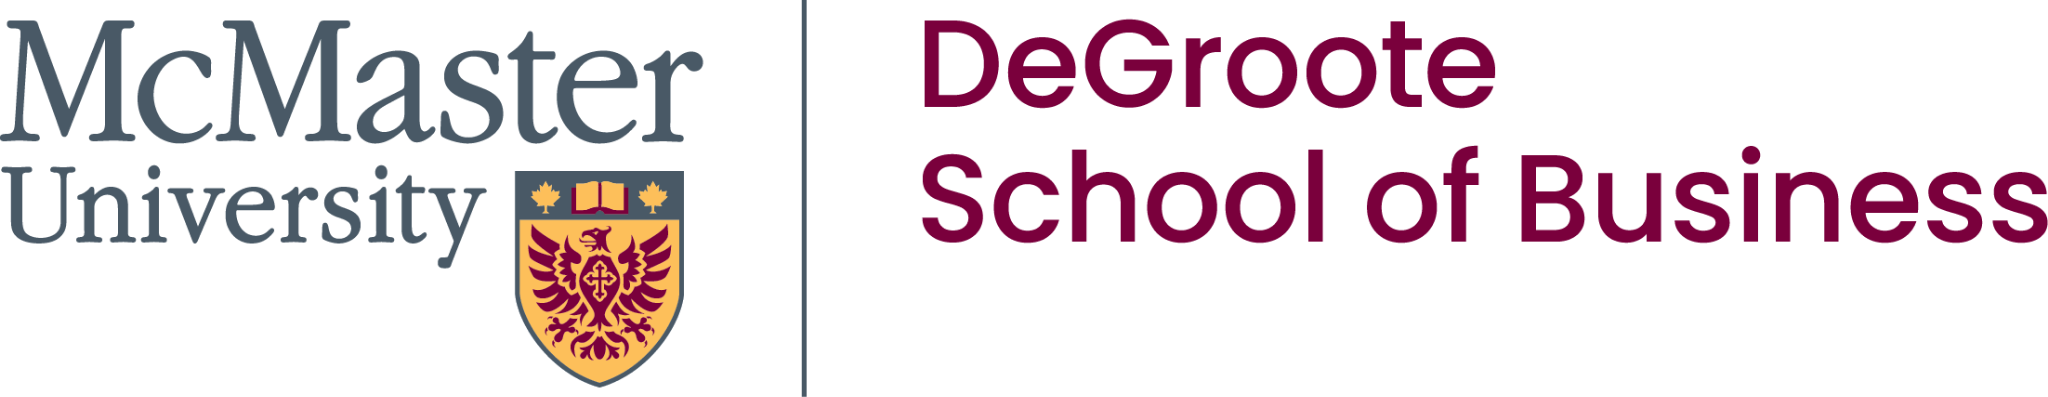 McMaster
University
DeGroote
School of Business